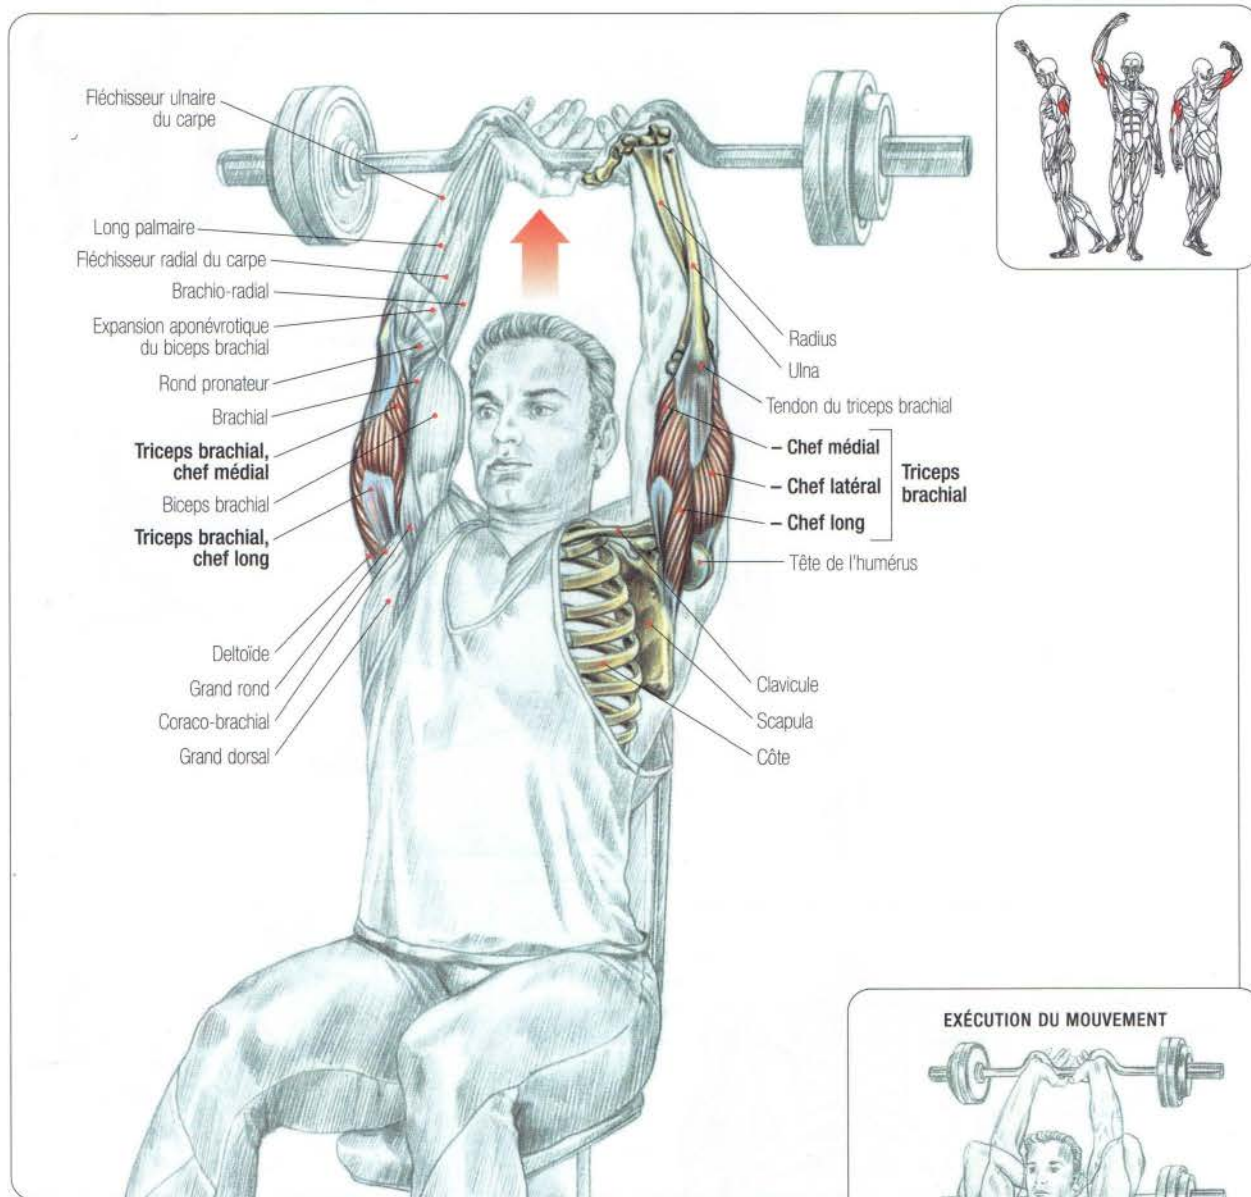 Fléchisseur ulnaire
du carpe
Long palmaire
Fléchisseur radial du carpe
Brachio-radial
Expansion aponévrotique
du biceps brachial
Rond pronateur
Brachial
Triceps brachial,
chef médial
Biceps brachial
Triceps brachial,
chef long
Deltoïde
Grand rond
Coraco-brachial
Grand dorsal
Radius
Ulna
Tendon du triceps brachial
– Chef médial
– Chef latéral
– Chef long
Triceps
brachial
Tête de l'humérus
Clavicule
Scapula
Côte
EXÉCUTION DU MOUVEMENT